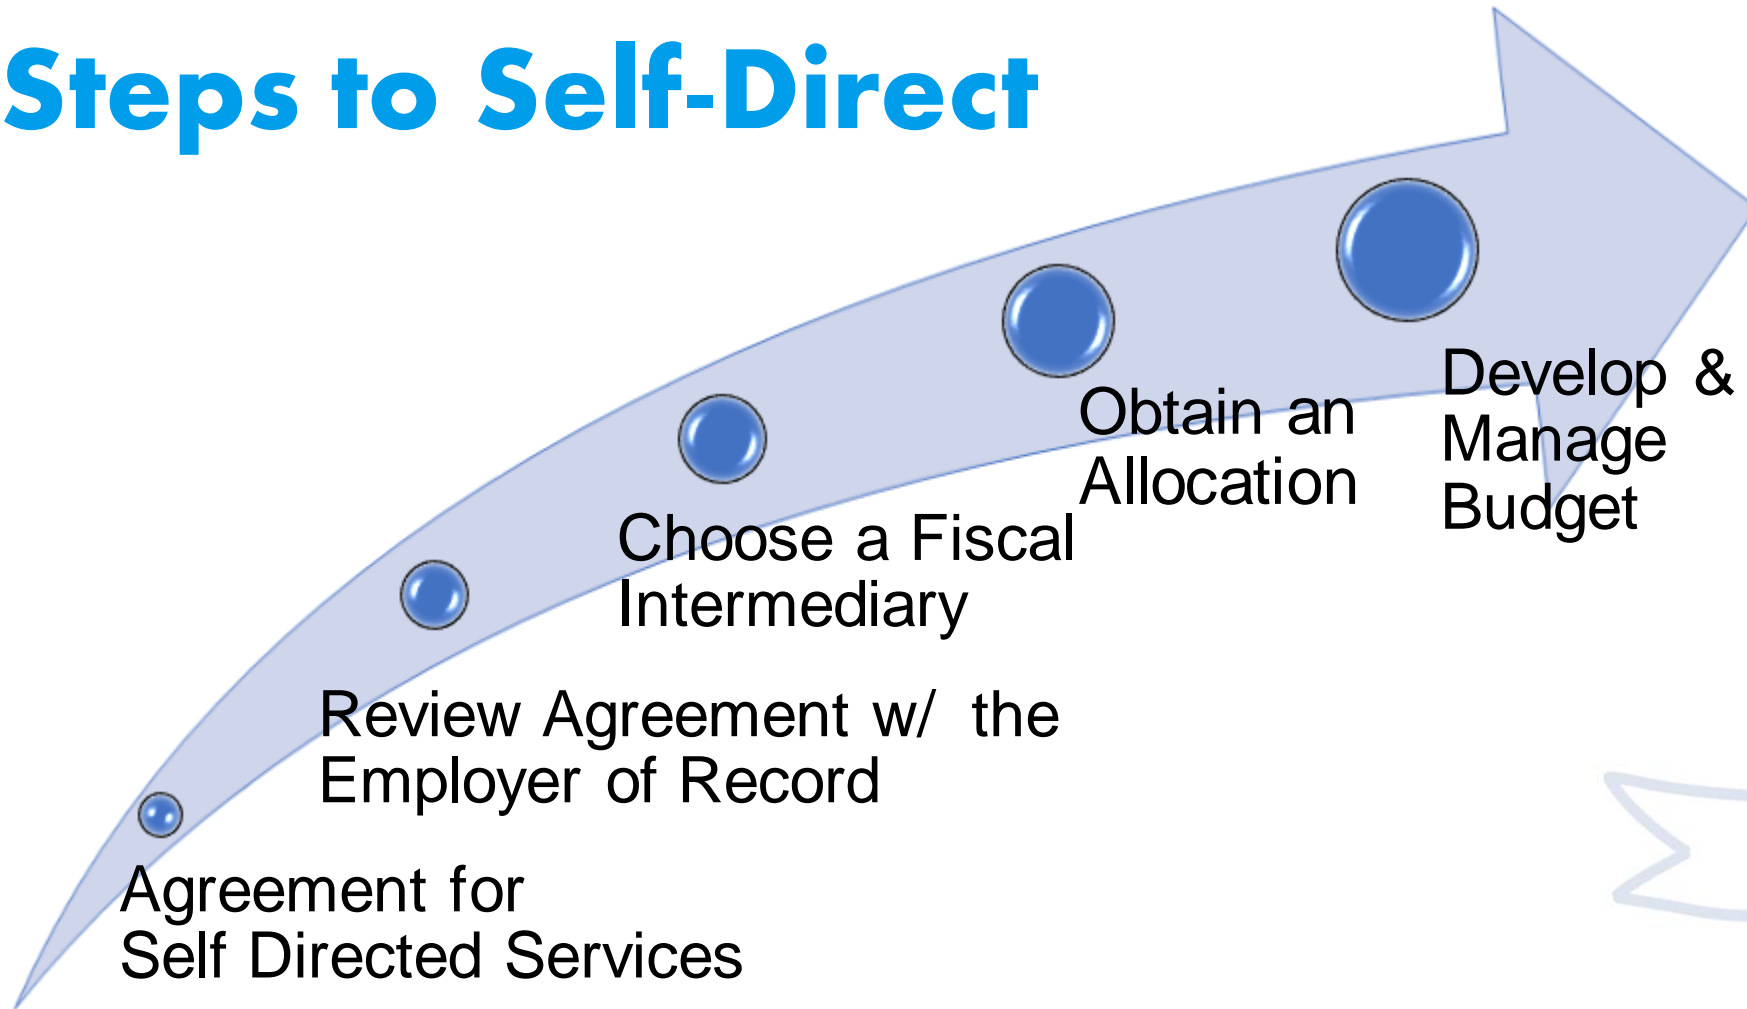 Steps to Self-Direct
Agreement for
Self Directed Services
Review Agreement w/ the
Employer of Record
Choose a Fiscal
Intermediary
Obtain an
Allocation
Develop &
Manage
Budget